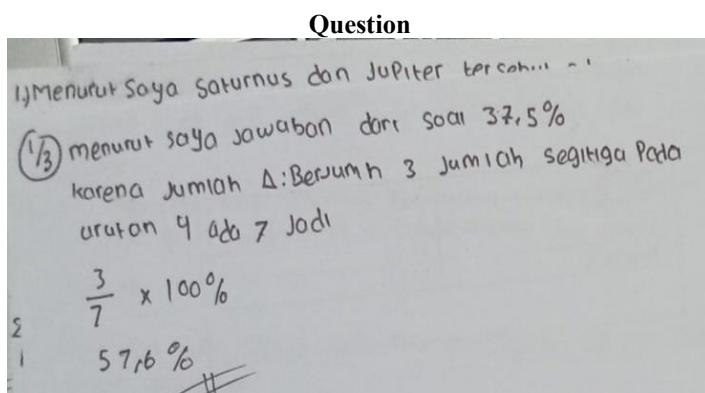 Question
1.) Menurut saya saturnus dan Jupiter
1/3 menurut saya jawaban dari soal 37,5%
karena Jumlah Δ: 3 Jumlah segitiga Pada
urutan 4 ada 7 Jadi
3/7 x 100%
57,6%